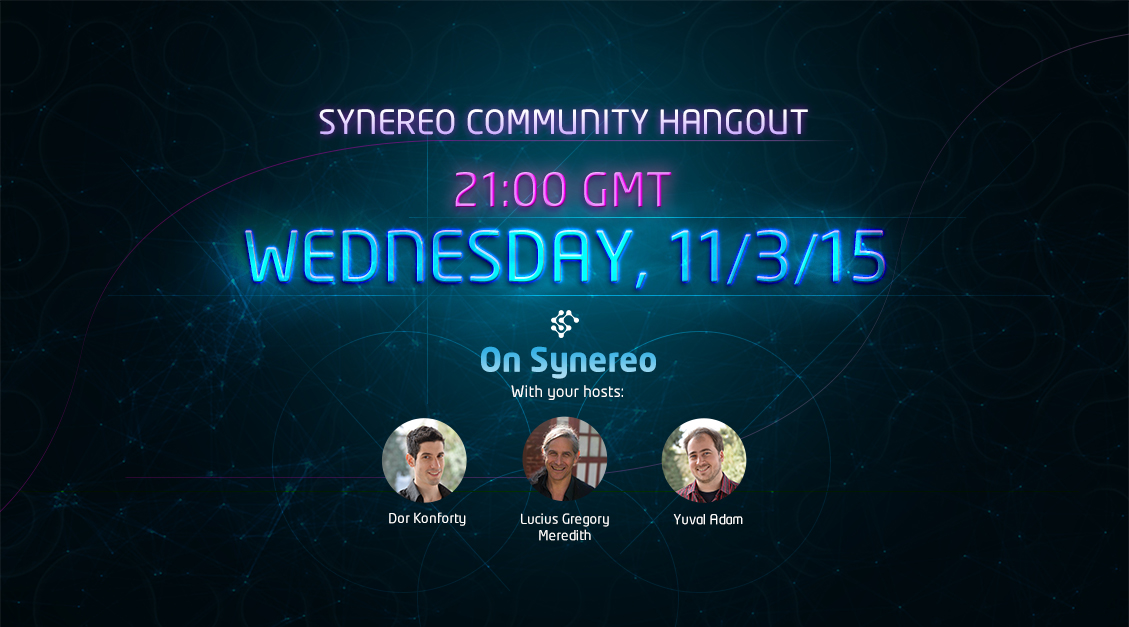 SYNEREO COMMUNITY HANGOUT
21:00 GMT
WEDNESDAY, 11/3/15
On Synereo
With your hosts:
Dor Konforty
Lucius Gregory
Meredith
Yuval Adam